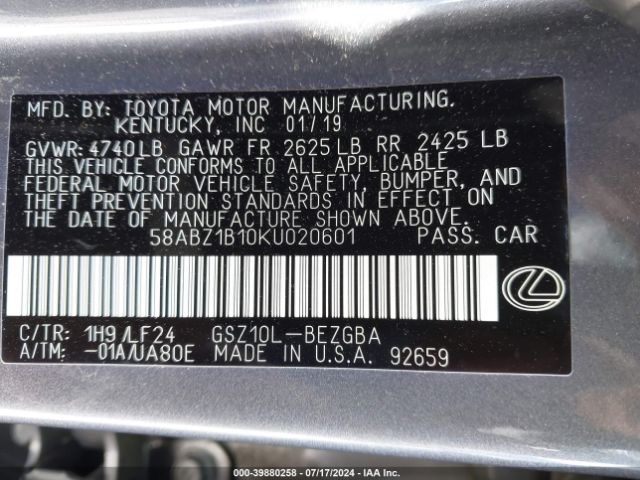 MFD. BY: TOYOTA MOTOR MANUFACTURING.
KENTUCKY, INC 01/19
GVWR: 4740LB GAWR FR 2625LB RR 2425 LB
THIS VEHICLE CONFORMS TO ALL APPLICABLE
FEDERAL MOTOR VEHICLE SAFETY, BUMPER, AND
THEFT PREVENTION STANDARDS IN EFFECT ON
THE DATE OF MANUFACTURE SHOWN ABOVE.
58ABZ1B10KU020601 PASS. CAR
C/TR: 1H9/LF24 GSZ10L-BEZGBA
A/TM: -01A/UA80E MADE IN U.S.A. 92659
000-39880258 - 07/17/2024 - IAA Inc.